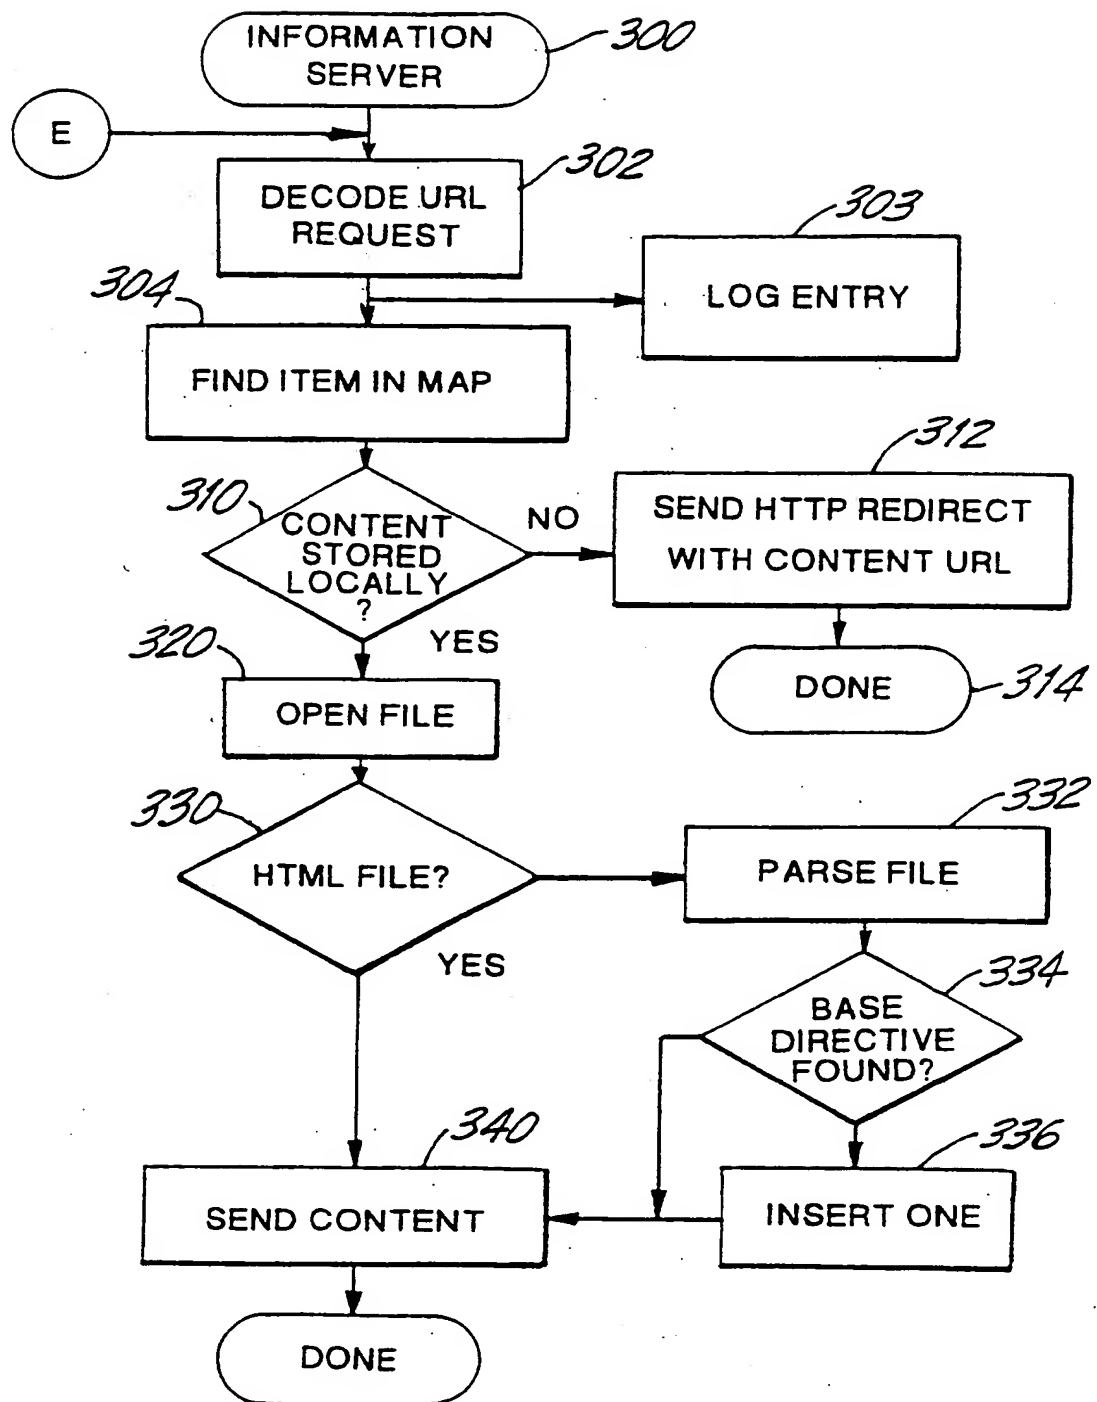 INFORMATION
SERVER
300
E
302
DECODE URL
REQUEST
303
LOG ENTRY
304
FIND ITEM IN MAP
310
CONTENT
STORED
LOCALLY
?
NO
312
SEND HTTP REDIRECT
WITH CONTENT URL
YES
320
OPEN FILE
DONE
314
330
HTML FILE?
332
PARSE FILE
YES
334
BASE
DIRECTIVE
FOUND?
340
SEND CONTENT
336
INSERT ONE
DONE